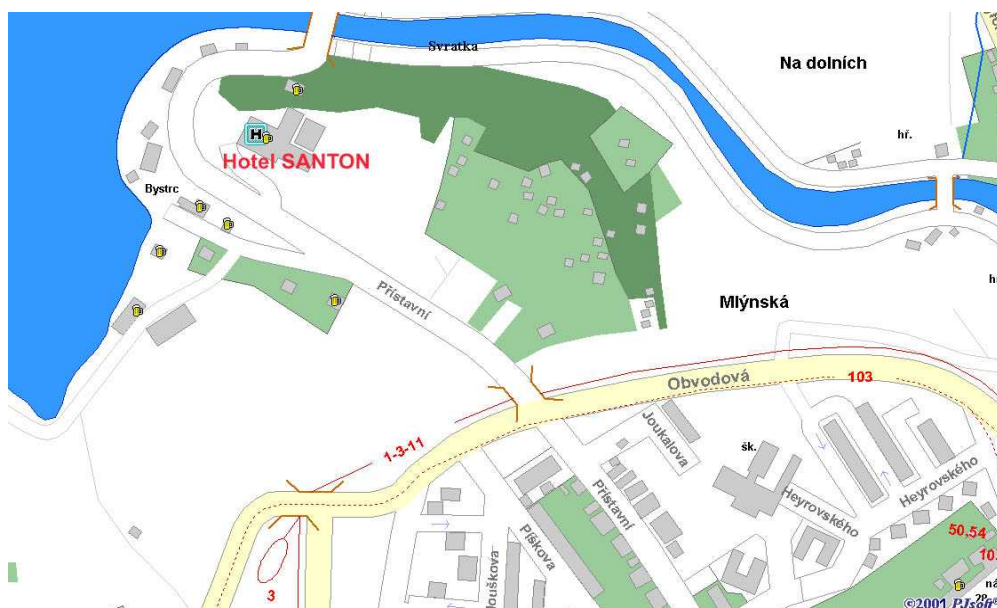 Svratka
Na dolních
hř.
H
Hotel SANTON
Bystrc
Přístavní
Mlýnská
Obvodová
103
1-3-11
Joukalova
šk.
Heyrovského
Heyrovského
Přístavní
Píškova
3
50,54
©2001 PJsoft